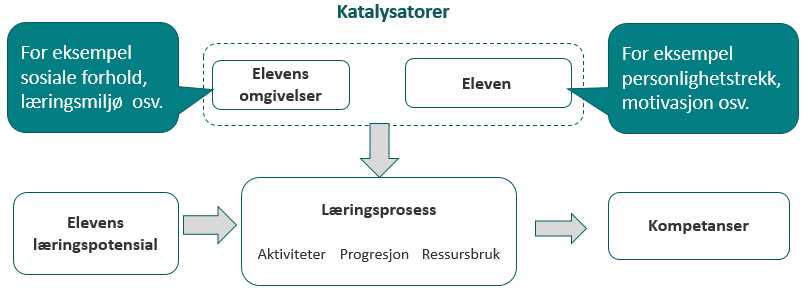 Katalysatorer
For eksempel
sosiale forhold,
læringsmiljø osv.
Elevens
omgivelser
Eleven
For eksempel
personlighetstrekk,
motivasjon osv.
Elevens
læringspotensial
Læringsprosess
Aktiviteter Progresjon Ressursbruk
Kompetanser